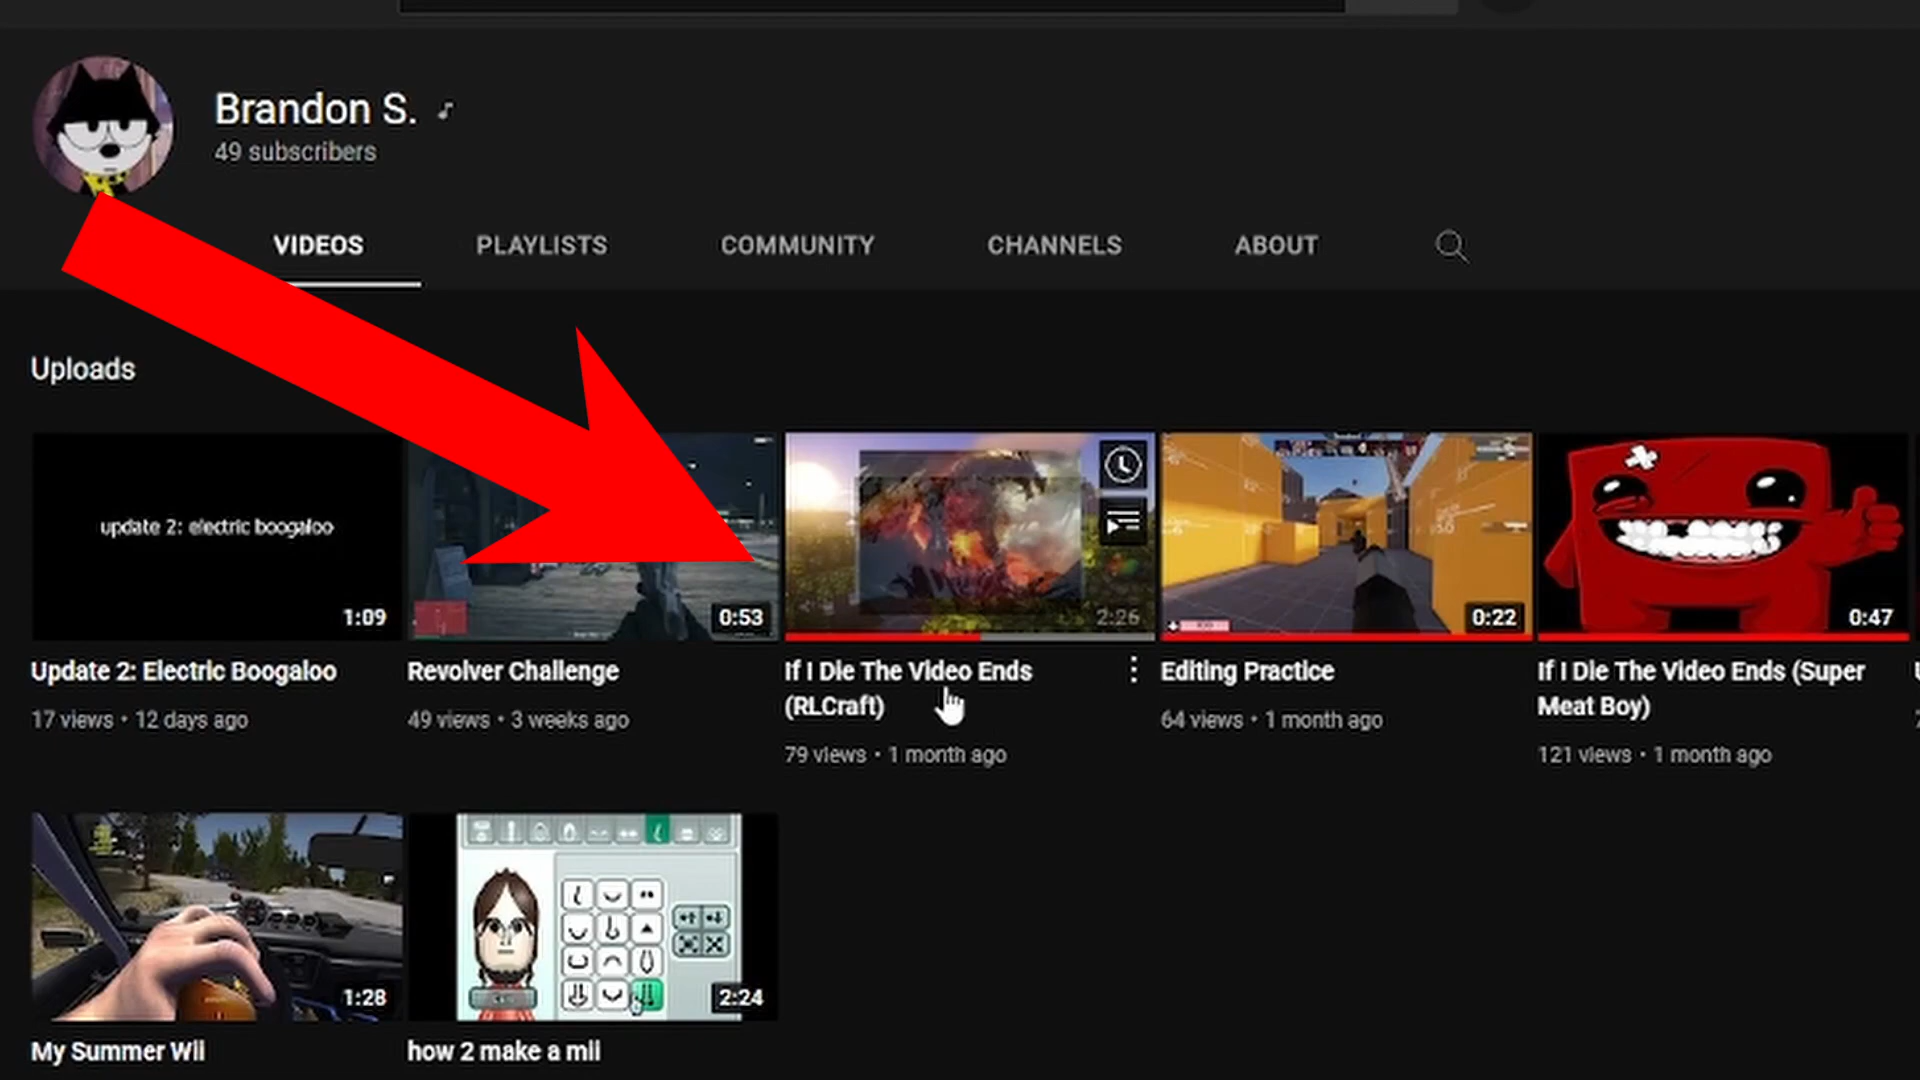 Brandon S.
49 subscribers
VIDEOS PLAYLISTS COMMUNITY CHANNELS ABOUT
Uploads
update 2: electric boogaloo
1:09 0:53 2:26 0:22 0:47
Update 2: Electric Boogaloo
17 views • 12 days ago
Revolver Challenge
49 views • 3 weeks ago
If I Die The Video Ends
(RLCraft)
79 views • 1 month ago
Editing Practice
64 views • 1 month ago
If I Die The Video Ends (Super
Meat Boy)
121 views • 1 month ago
1:28 2:24
My Summer Wii
how 2 make a mii